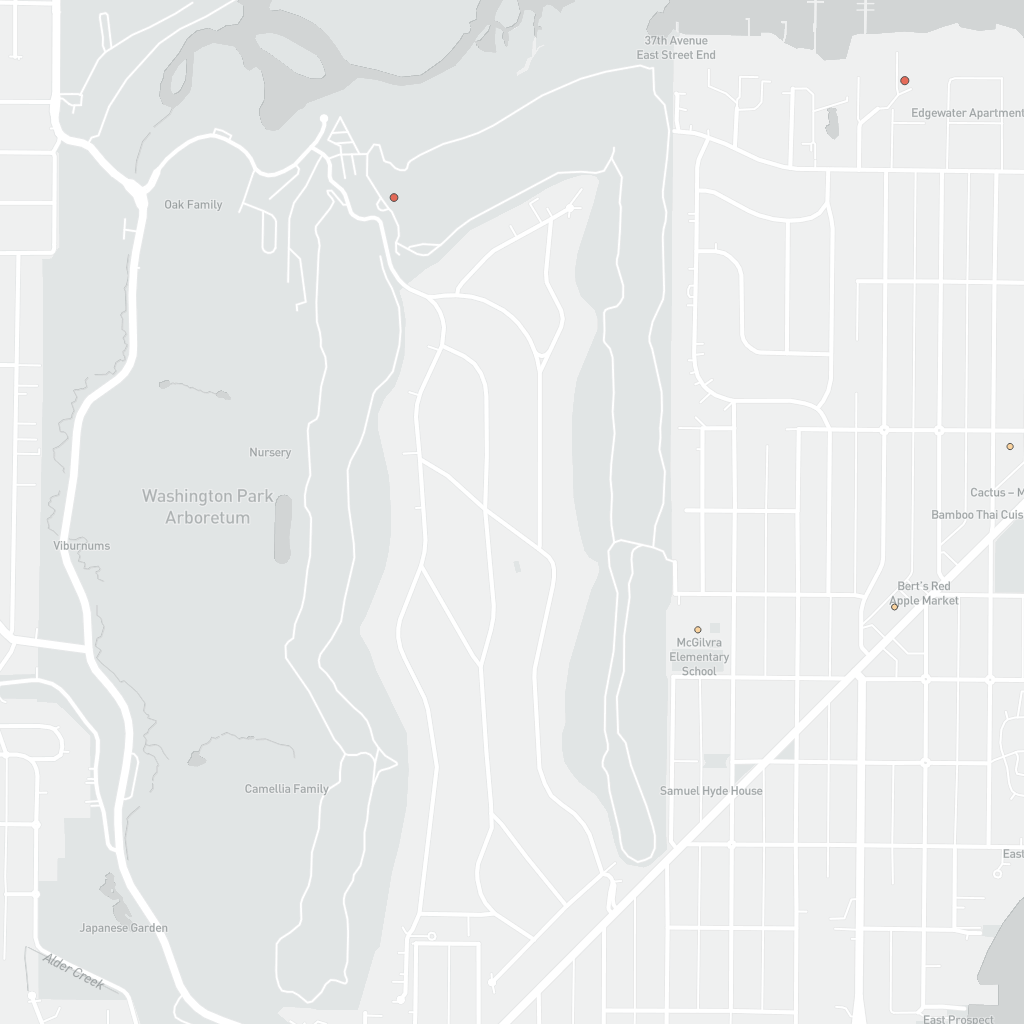 37th Avenue
East Street End
Edgewater Apartment
Oak Family
Nursery
Washington Park
Arboretum
Cactus – M
Bamboo Thai Cuis
Viburnums
Bert's Red
Apple Market
McGilvra
Elementary
School
Camellia Family
Samuel Hyde House
East
Japanese Garden
Alder Creek
East Prospect